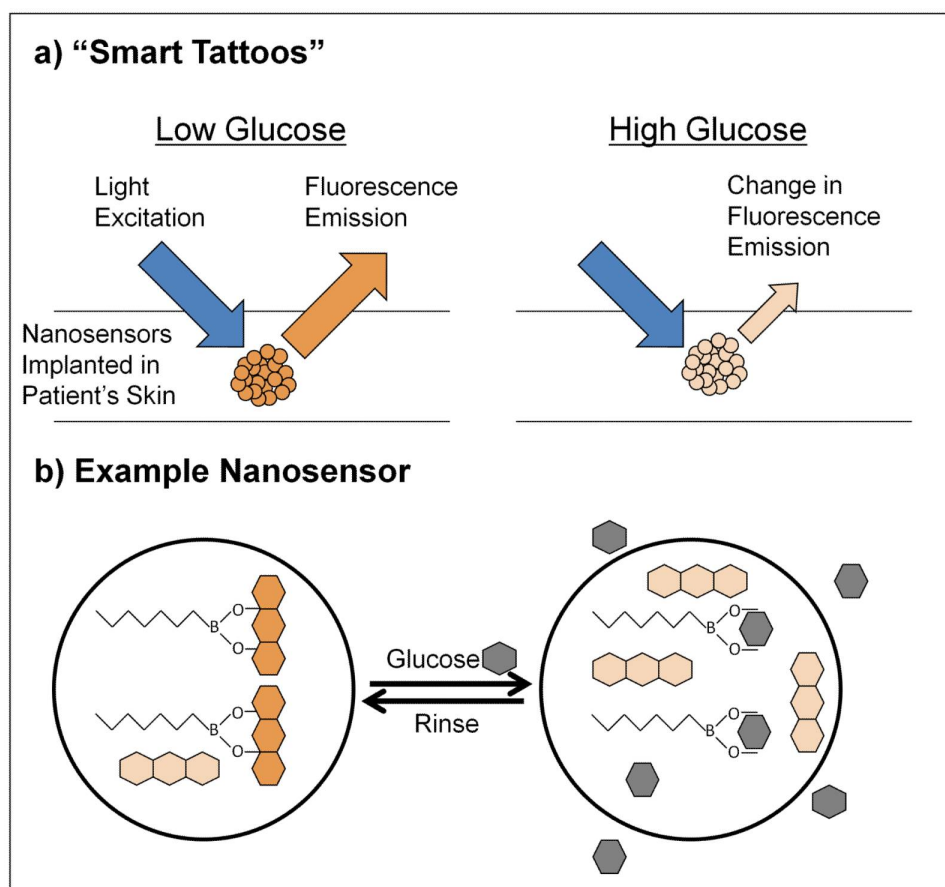 a) “Smart Tattoos”
Low Glucose
High Glucose
Light
Excitation
Fluorescence
Emission
Change in
Fluorescence
Emission
Nanosensors
Implanted in
Patient’s Skin
b) Example Nanosensor
O
B
O
O
B
O
Glucose
Rinse
O
B
O
O
B
O